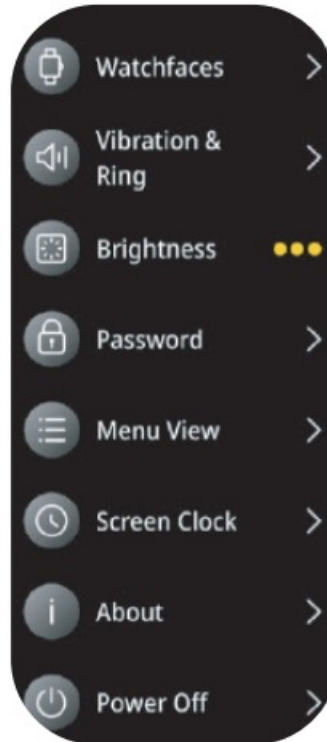 Watchfaces
Vibration &
Ring
Brightness
Password
Menu View
Screen Clock
About
Power Off